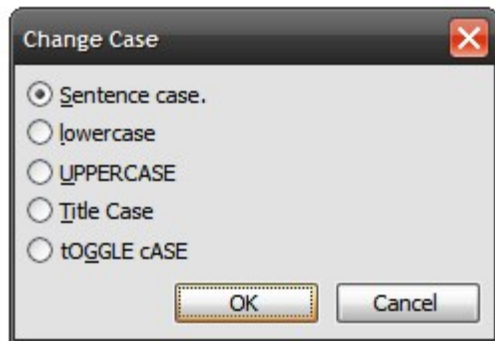 Change Case
Sentence case.
lowercase
UPPERCASE
Title Case
tOGGLE cASE
OK Cancel